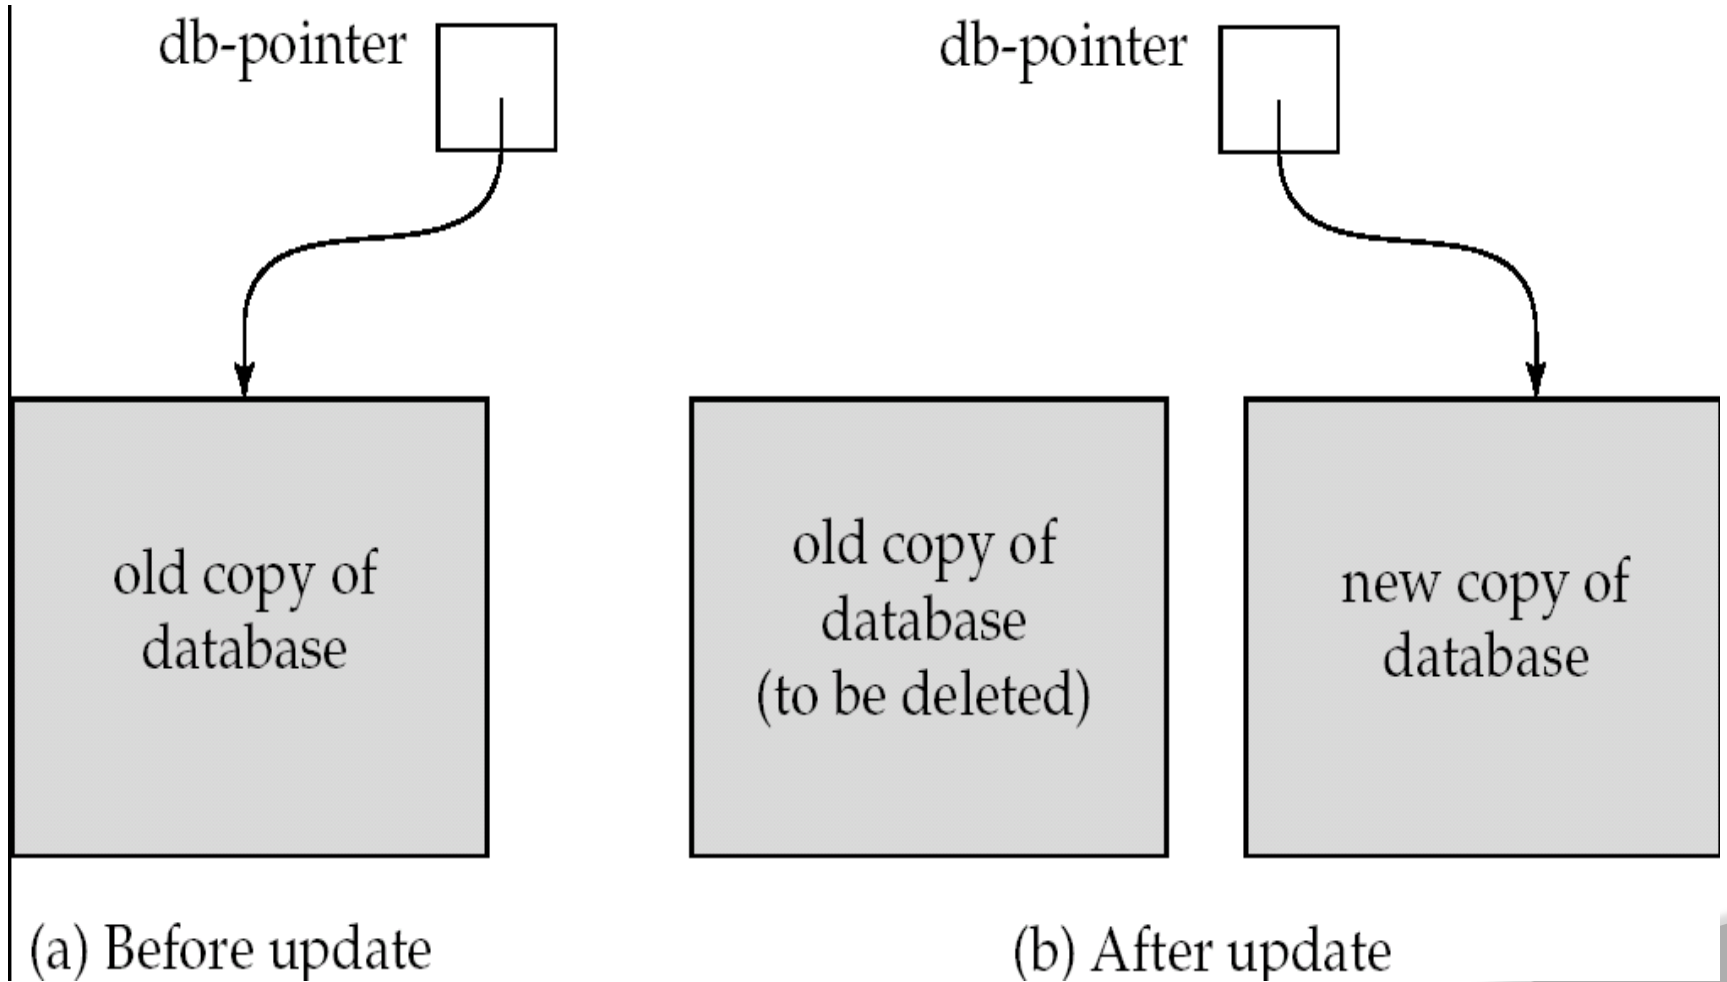 db-pointer
old copy of
database
(a) Before update
db-pointer
old copy of
database
(to be deleted)
new copy of
database
(b) After update